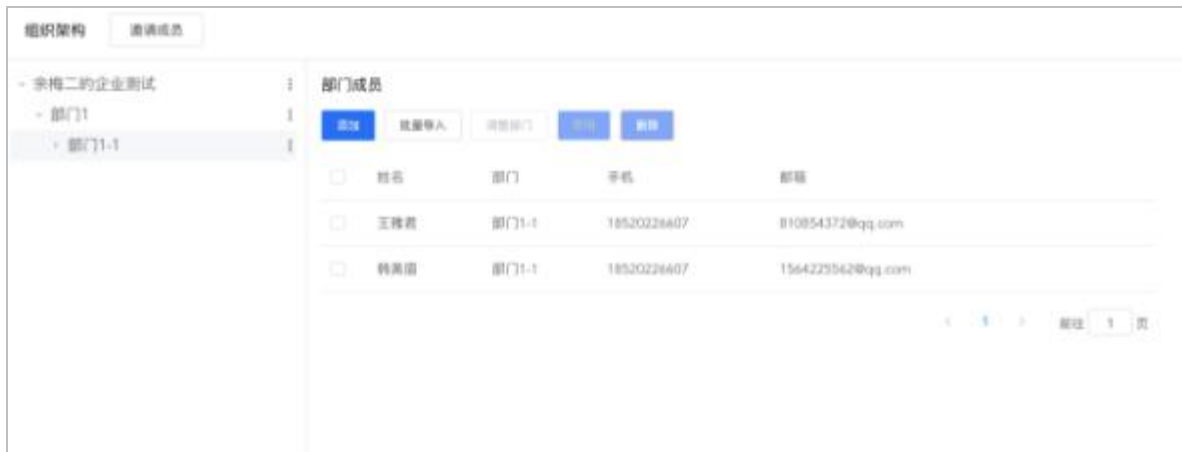 组织架构 邀请成员
余梅二的企业测试
部门1
部门1-1
部门成员
添加 批量导入 调整部门 删除
姓名 部门 手机 邮箱
王雅君 部门1-1 18520226607 810854372@qq.com
韩美眉 部门1-1 18520226607 1564225562@qq.com
1 前往 1 页